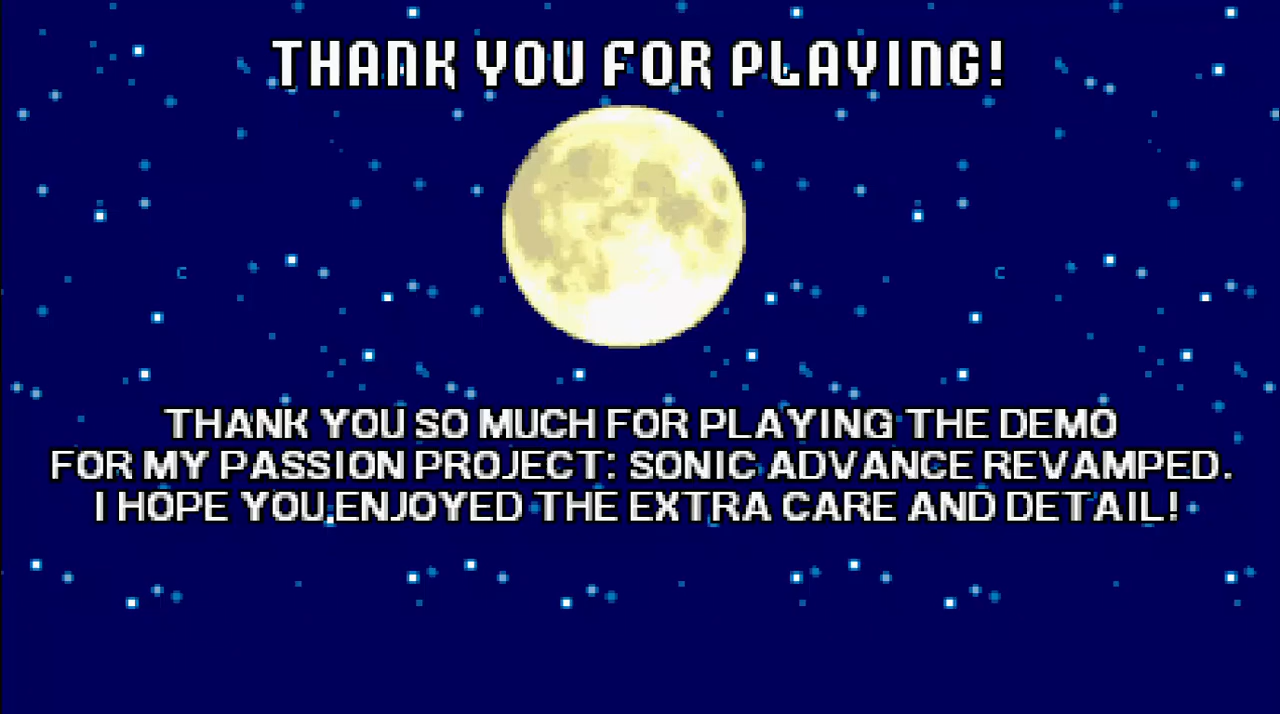 THANK YOU FOR PLAYING!
THANK YOU SO MUCH FOR PLAYING THE DEMO
FOR MY PASSION PROJECT: SONIC ADVANCE REVAMPED.
I HOPE YOU ENJOYED THE EXTRA CARE AND DETAIL!